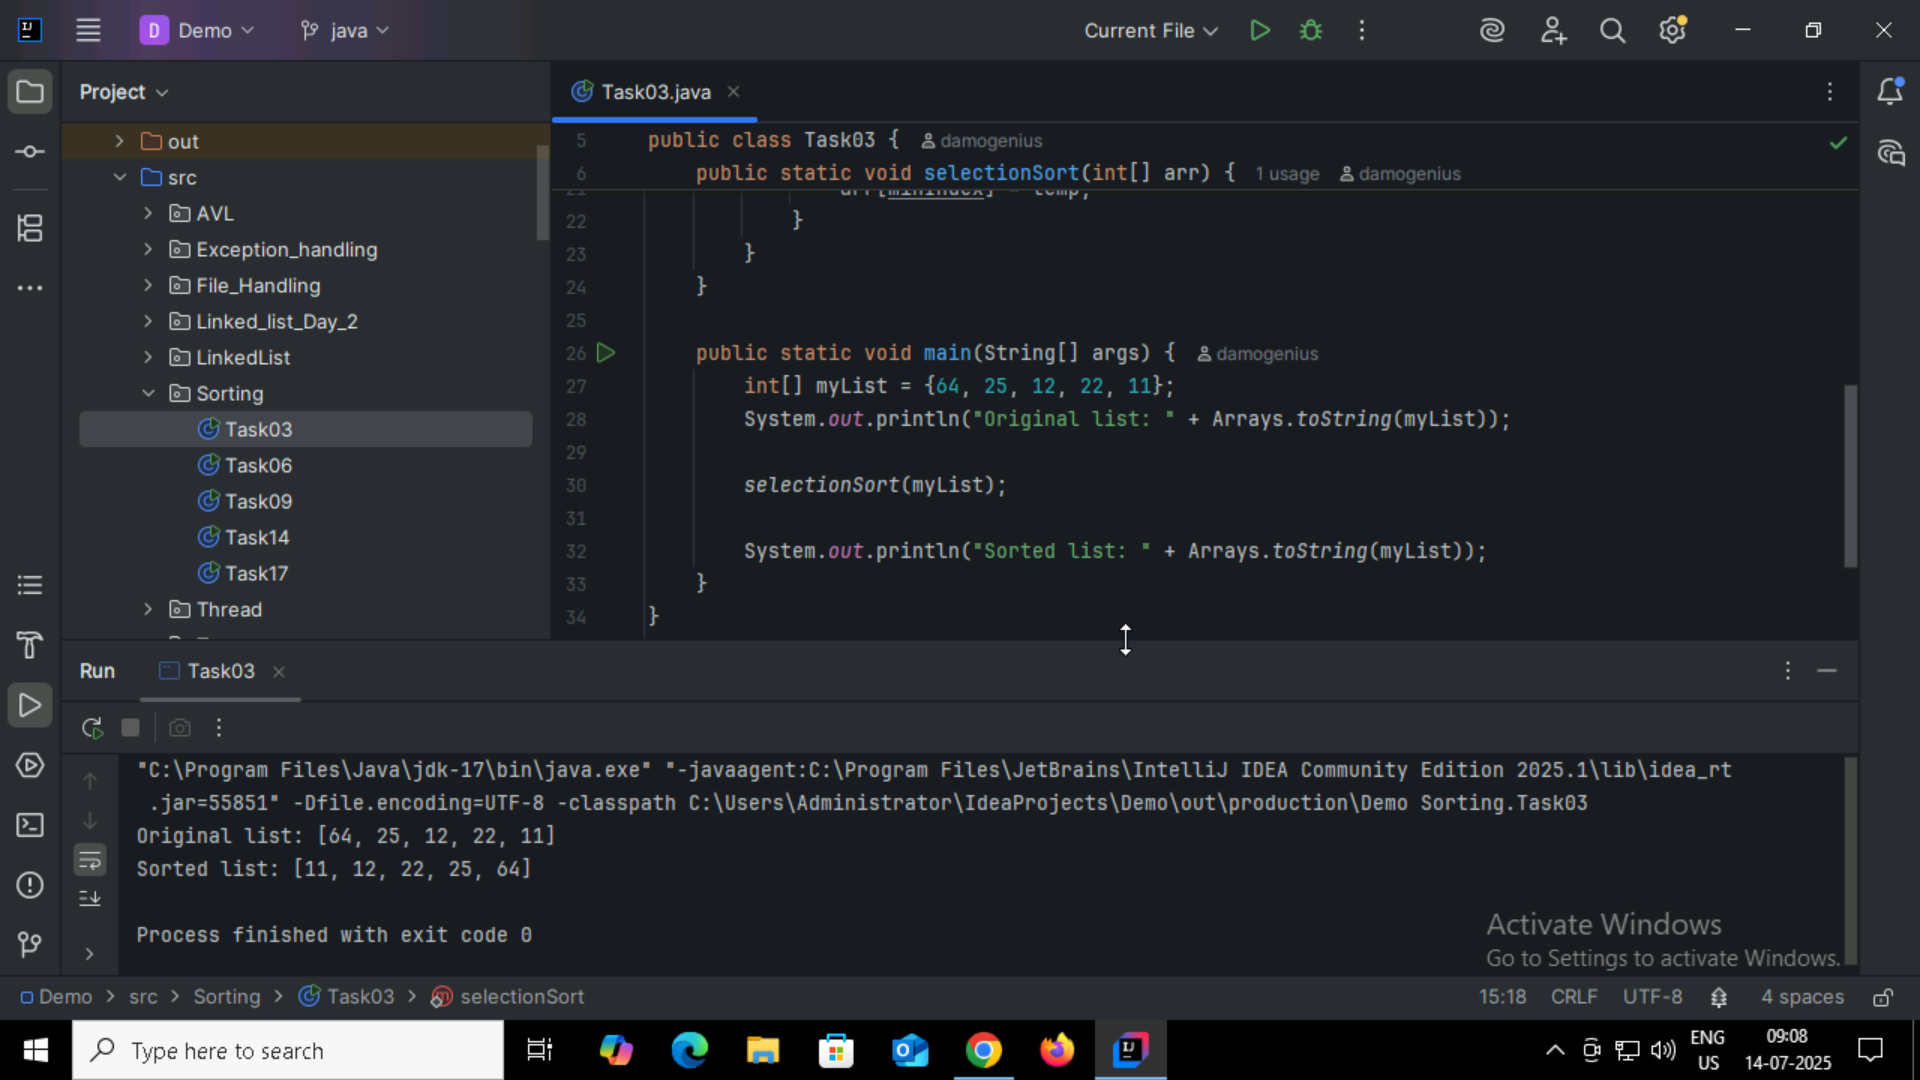 D Demo java Current File
Project
Task03.java
out
src
AVL
Exception_handling
File_Handling
Linked_list_Day_2
LinkedList
Sorting
Task03
Task06
Task09
Task14
Task17
Thread
5 public class Task03 { damogenius
6 public static void selectionSort(int[] arr) { 1 usage damogenius
21 arr[minIndex] = temp;
22 }
23 }
24 }
25
26 public static void main(String[] args) { damogenius
27 int[] myList = {64, 25, 12, 22, 11};
28 System.out.println("Original list: " + Arrays.toString(myList));
29
30 selectionSort(myList);
31
32 System.out.println("Sorted list: " + Arrays.toString(myList));
33 }
34 }
Run Task03
"C:\Program Files\Java\jdk-17\bin\java.exe" "-javaagent:C:\Program Files\JetBrains\IntelliJ IDEA Community Edition 2025.1\lib\idea_rt
.jar=55851" -Dfile.encoding=UTF-8 -classpath C:\Users\Administrator\IdeaProjects\Demo\out\production\Demo Sorting.Task03
Original list: [64, 25, 12, 22, 11]
Sorted list: [11, 12, 22, 25, 64]
Process finished with exit code 0
Activate Windows
Go to Settings to activate Windows.
Demo > src > Sorting > Task03 > selectionSort
15:18 CRLF UTF-8 4 spaces
Type here to search
ENG
US
09:08
14-07-2025